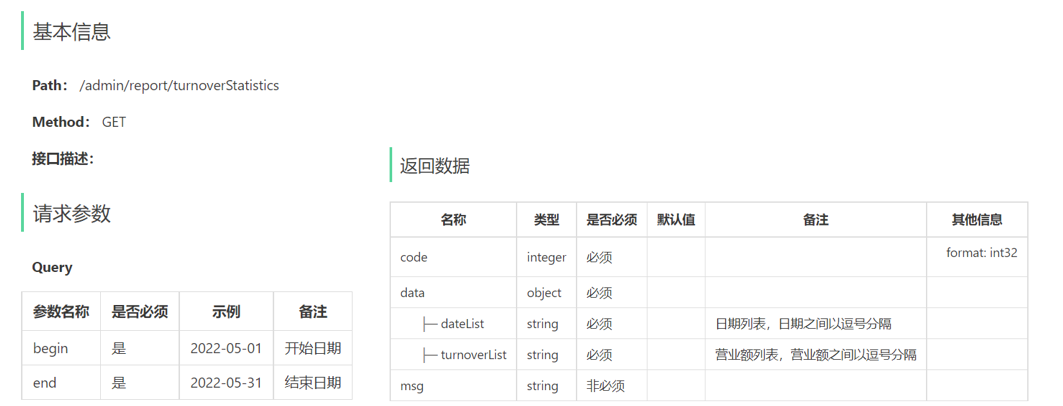 基本信息
Path： /admin/report/turnoverStatistics
Method： GET
接口描述：
请求参数
Query
参数名称 是否必须 示例 备注
begin 是 2022-05-01 开始日期
end 是 2022-05-31 结束日期
返回数据
名称 类型 是否必须 默认值 备注 其他信息
code integer 必须 format: int32
data object 必须
├─ dateList string 必须 日期列表，日期之间以逗号分隔
├─ turnoverList string 必须 营业额列表，营业额之间以逗号分隔
msg string 非必须